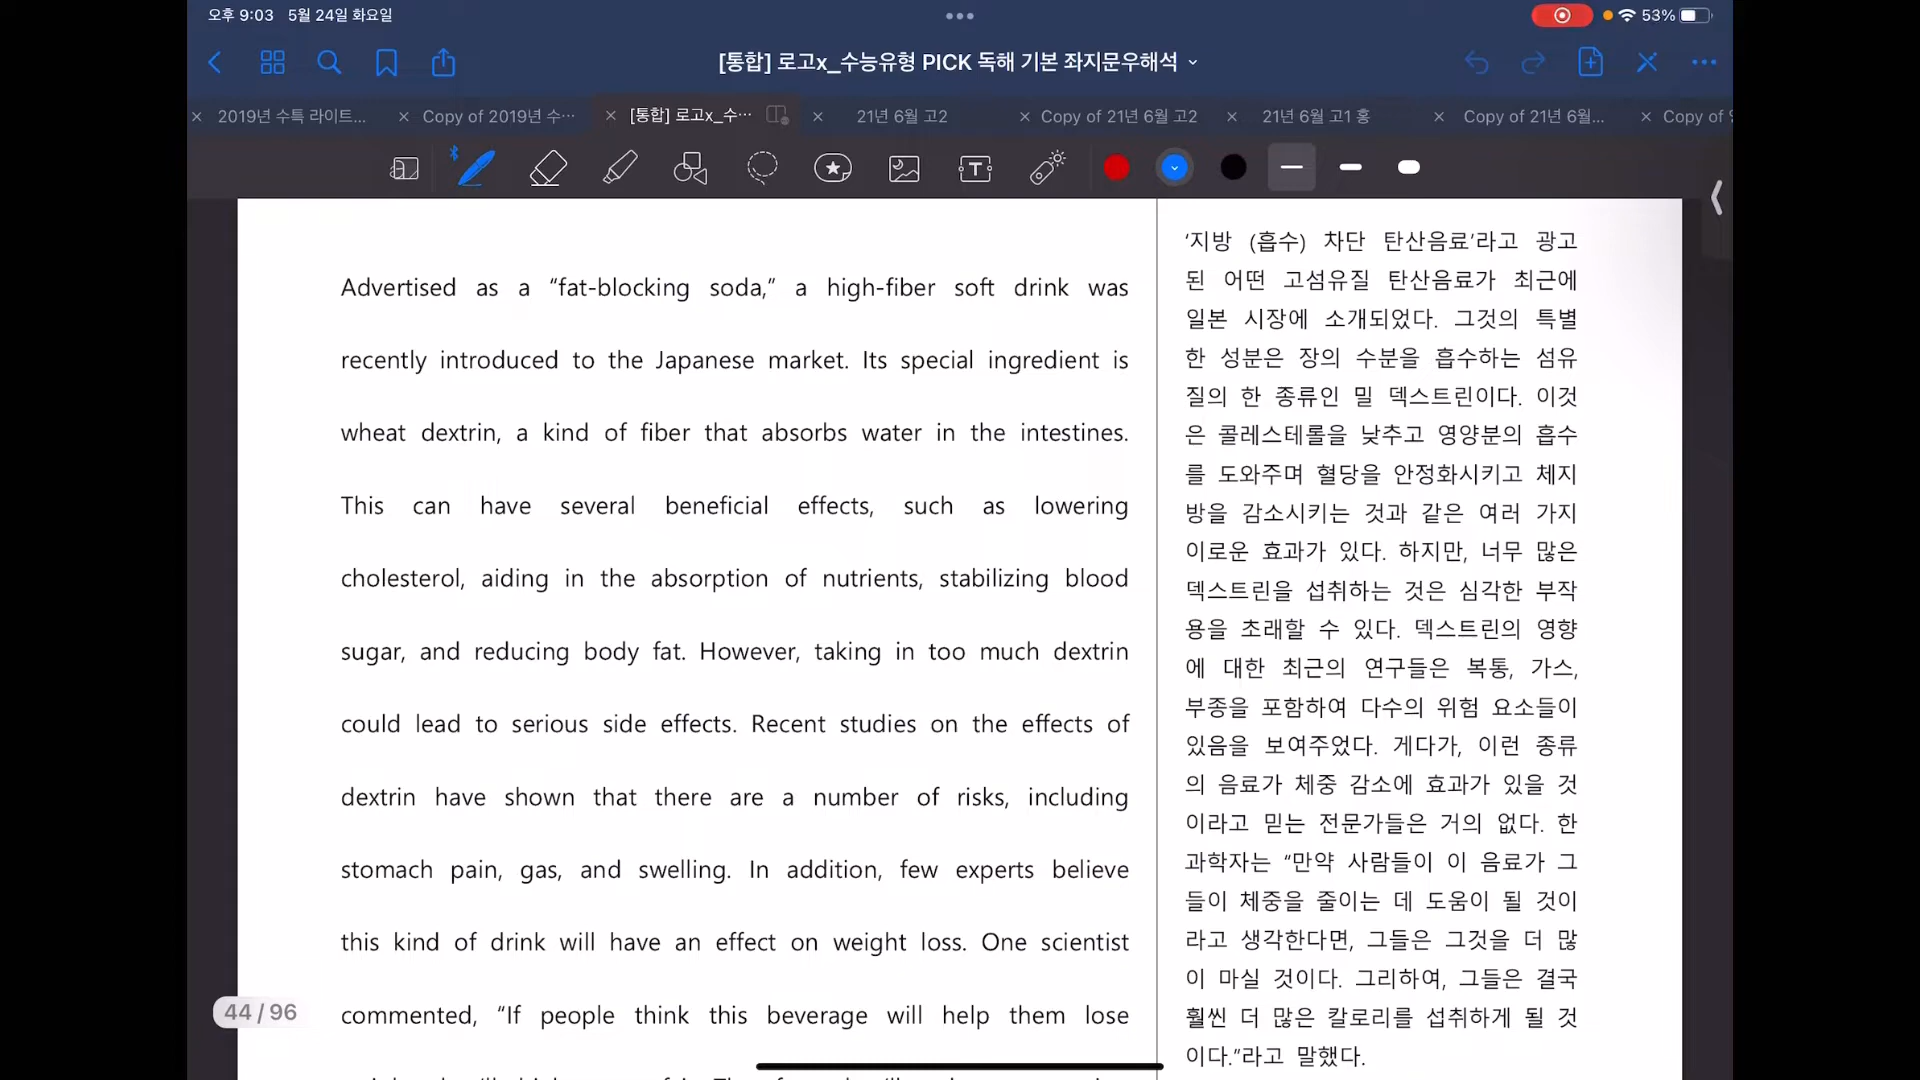 오후 9:03 5월 24일 화요일
53%
[통합] 로고x_수능유형 PICK 독해 기본 좌지문우해석
2019년 수특 라이트...
Copy of 2019년 수...
[통합] 로고x_수...
21년 6월 고2
Copy of 21년 6월 고2
21년 6월 고1 홍
Copy of 21년 6월...
Copy of
Advertised as a “fat-blocking soda,” a high-fiber soft drink was
recently introduced to the Japanese market. Its special ingredient is
wheat dextrin, a kind of fiber that absorbs water in the intestines.
This can have several beneficial effects, such as lowering
cholesterol, aiding in the absorption of nutrients, stabilizing blood
sugar, and reducing body fat. However, taking in too much dextrin
could lead to serious side effects. Recent studies on the effects of
dextrin have shown that there are a number of risks, including
stomach pain, gas, and swelling. In addition, few experts believe
this kind of drink will have an effect on weight loss. One scientist
commented, “If people think this beverage will help them lose
‘지방 (흡수) 차단 탄산음료’라고 광고
된 어떤 고섬유질 탄산음료가 최근에
일본 시장에 소개되었다. 그것의 특별
한 성분은 장의 수분을 흡수하는 섬유
질의 한 종류인 밀 덱스트린이다. 이것
은 콜레스테롤을 낮추고 영양분의 흡수
를 도와주며 혈당을 안정화시키고 체지
방을 감소시키는 것과 같은 여러 가지
이로운 효과가 있다. 하지만, 너무 많은
덱스트린을 섭취하는 것은 심각한 부작
용을 초래할 수 있다. 덱스트린의 영향
에 대한 최근의 연구들은 복통, 가스,
부종을 포함하여 다수의 위험 요소들이
있음을 보여주었다. 게다가, 이런 종류
의 음료가 체중 감소에 효과가 있을 것
이라고 믿는 전문가들은 거의 없다. 한
과학자는 “만약 사람들이 이 음료가 그
들이 체중을 줄이는 데 도움이 될 것이
라고 생각한다면, 그들은 그것을 더 많
이 마실 것이다. 그리하여, 그들은 결국
훨씬 더 많은 칼로리를 섭취하게 될 것
이다.”라고 말했다.
44 / 96